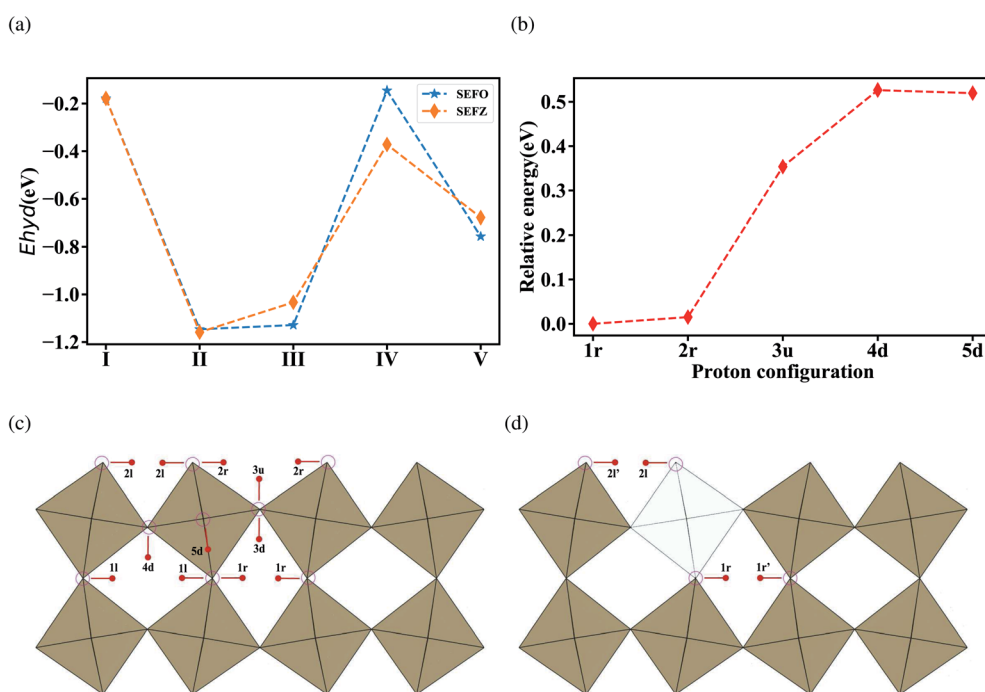 (a)
(b)
Ehyd(eV)
−0.2
−0.4
−0.6
−0.8
−1.0
−1.2
I II III IV V
SEFO
SEFZ
Relative energy(eV)
0.5
0.4
0.3
0.2
0.1
0.0
1r 2r 3u 4d 5d
Proton configuration
(c)
(d)
2l 2l 2r 3u 2r
4d 5d 3d
1l 1l 1r 1r
2l' 2l
1r 1r'